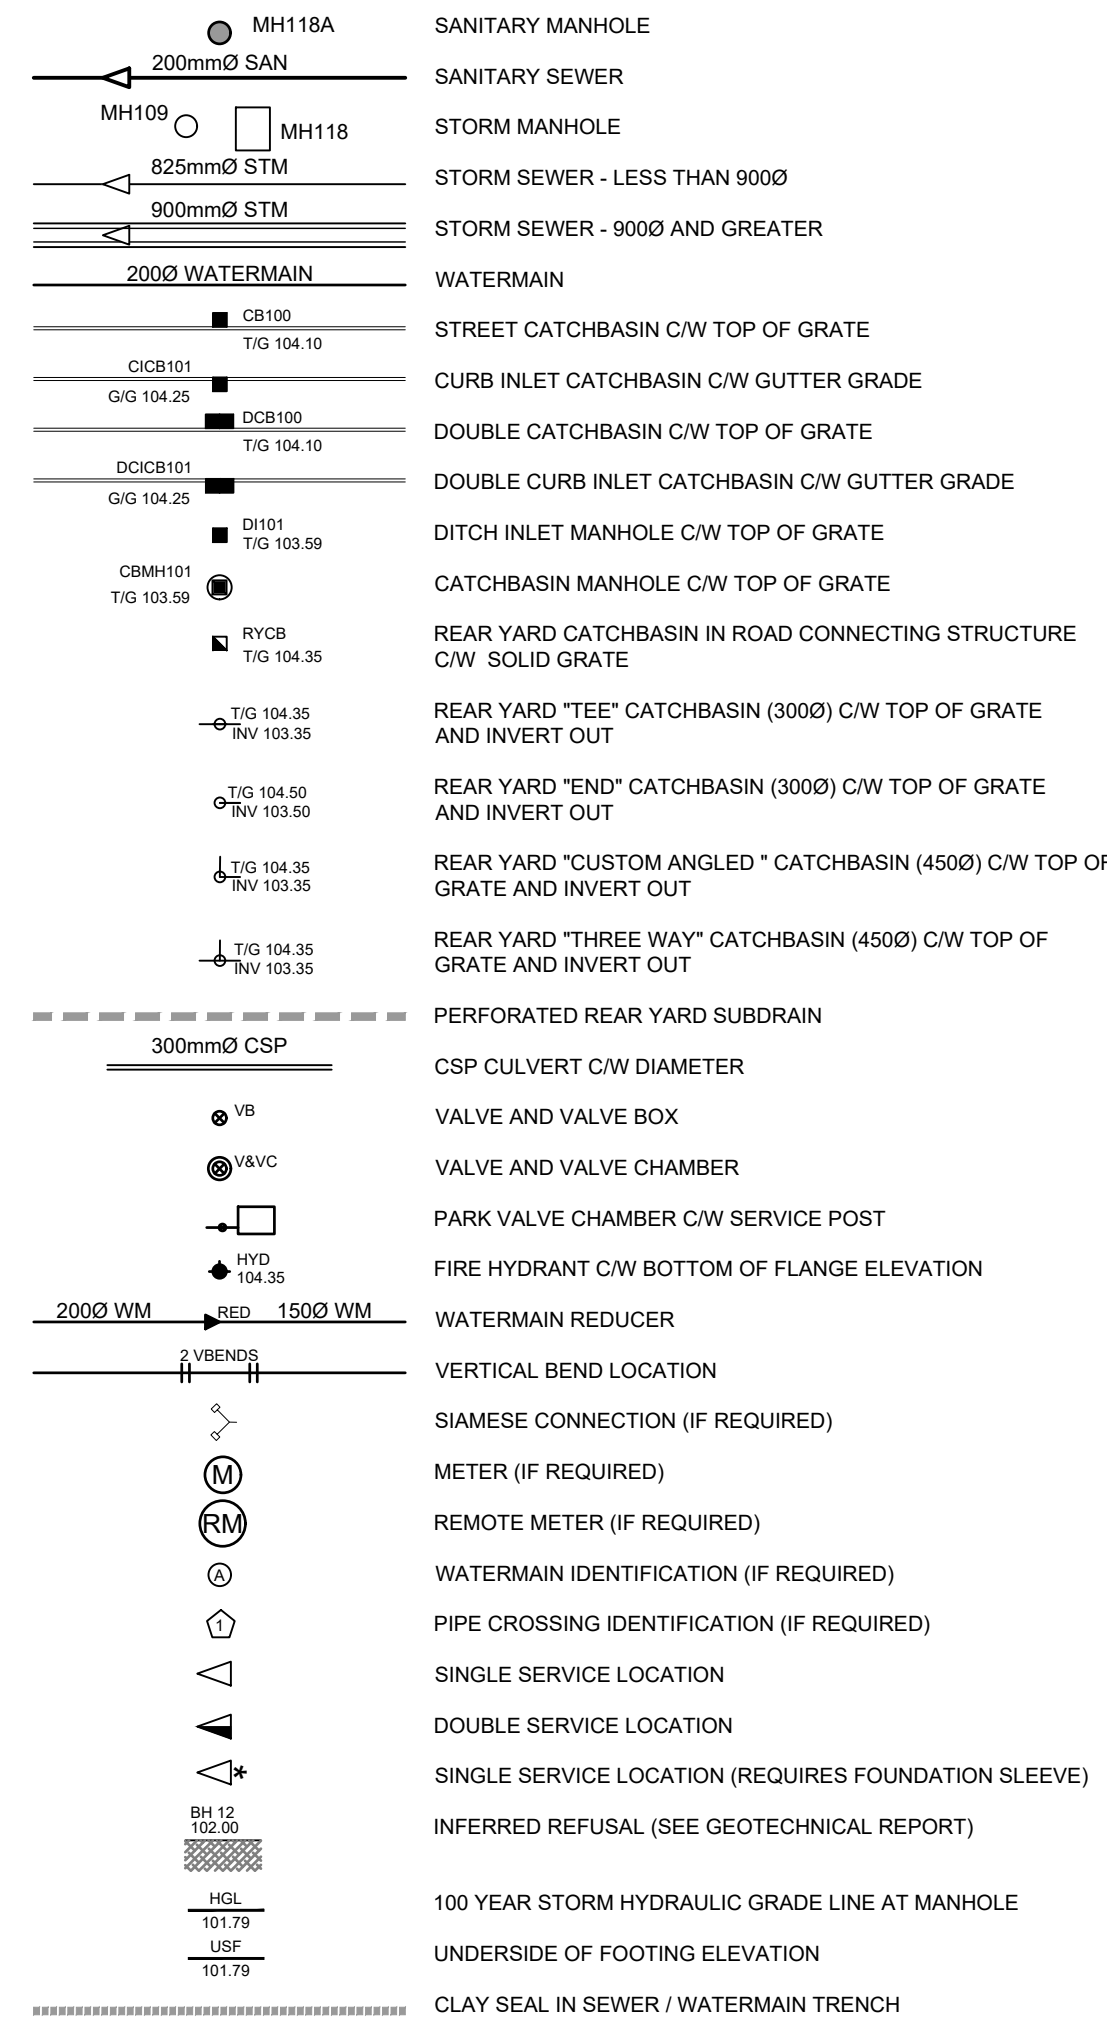 MH118A SANITARY MANHOLE
200mmØ SAN SANITARY SEWER
MH109 MH118 STORM MANHOLE
825mmØ STM STORM SEWER - LESS THAN 900Ø
900mmØ STM STORM SEWER - 900Ø AND GREATER
200Ø WATERMAIN WATERMAIN
CB100
T/G 104.10
STREET CATCHBASIN C/W TOP OF GRATE
CICB101
G/G 104.25
CURB INLET CATCHBASIN C/W GUTTER GRADE
DCB100
T/G 104.10
DOUBLE CATCHBASIN C/W TOP OF GRATE
DCICB101
G/G 104.25
DOUBLE CURB INLET CATCHBASIN C/W GUTTER GRADE
DI101
T/G 103.59
DITCH INLET MANHOLE C/W TOP OF GRATE
CBMH101
T/G 103.59
CATCHBASIN MANHOLE C/W TOP OF GRATE
RYCB
T/G 104.35
REAR YARD CATCHBASIN IN ROAD CONNECTING STRUCTURE
C/W SOLID GRATE
T/G 104.35
INV 103.35
REAR YARD "TEE" CATCHBASIN (300Ø) C/W TOP OF GRATE
AND INVERT OUT
T/G 104.50
INV 103.50
REAR YARD "END" CATCHBASIN (300Ø) C/W TOP OF GRATE
AND INVERT OUT
T/G 104.35
INV 103.35
REAR YARD "CUSTOM ANGLED " CATCHBASIN (450Ø) C/W TOP OF
GRATE AND INVERT OUT
T/G 104.35
INV 103.35
REAR YARD "THREE WAY" CATCHBASIN (450Ø) C/W TOP OF
GRATE AND INVERT OUT
PERFORATED REAR YARD SUBDRAIN
300mmØ CSP CSP CULVERT C/W DIAMETER
VB VALVE AND VALVE BOX
V&VC VALVE AND VALVE CHAMBER
PARK VALVE CHAMBER C/W SERVICE POST
HYD
104.35
FIRE HYDRANT C/W BOTTOM OF FLANGE ELEVATION
200Ø WM RED 150Ø WM WATERMAIN REDUCER
2 VBENDS VERTICAL BEND LOCATION
SIAMESE CONNECTION (IF REQUIRED)
M METER (IF REQUIRED)
RM REMOTE METER (IF REQUIRED)
A WATERMAIN IDENTIFICATION (IF REQUIRED)
1 PIPE CROSSING IDENTIFICATION (IF REQUIRED)
SINGLE SERVICE LOCATION
DOUBLE SERVICE LOCATION
* SINGLE SERVICE LOCATION (REQUIRES FOUNDATION SLEEVE)
BH 12
102.00
INFERRED REFUSAL (SEE GEOTECHNICAL REPORT)
HGL
101.79
100 YEAR STORM HYDRAULIC GRADE LINE AT MANHOLE
USF
101.79
UNDERSIDE OF FOOTING ELEVATION
CLAY SEAL IN SEWER / WATERMAIN TRENCH